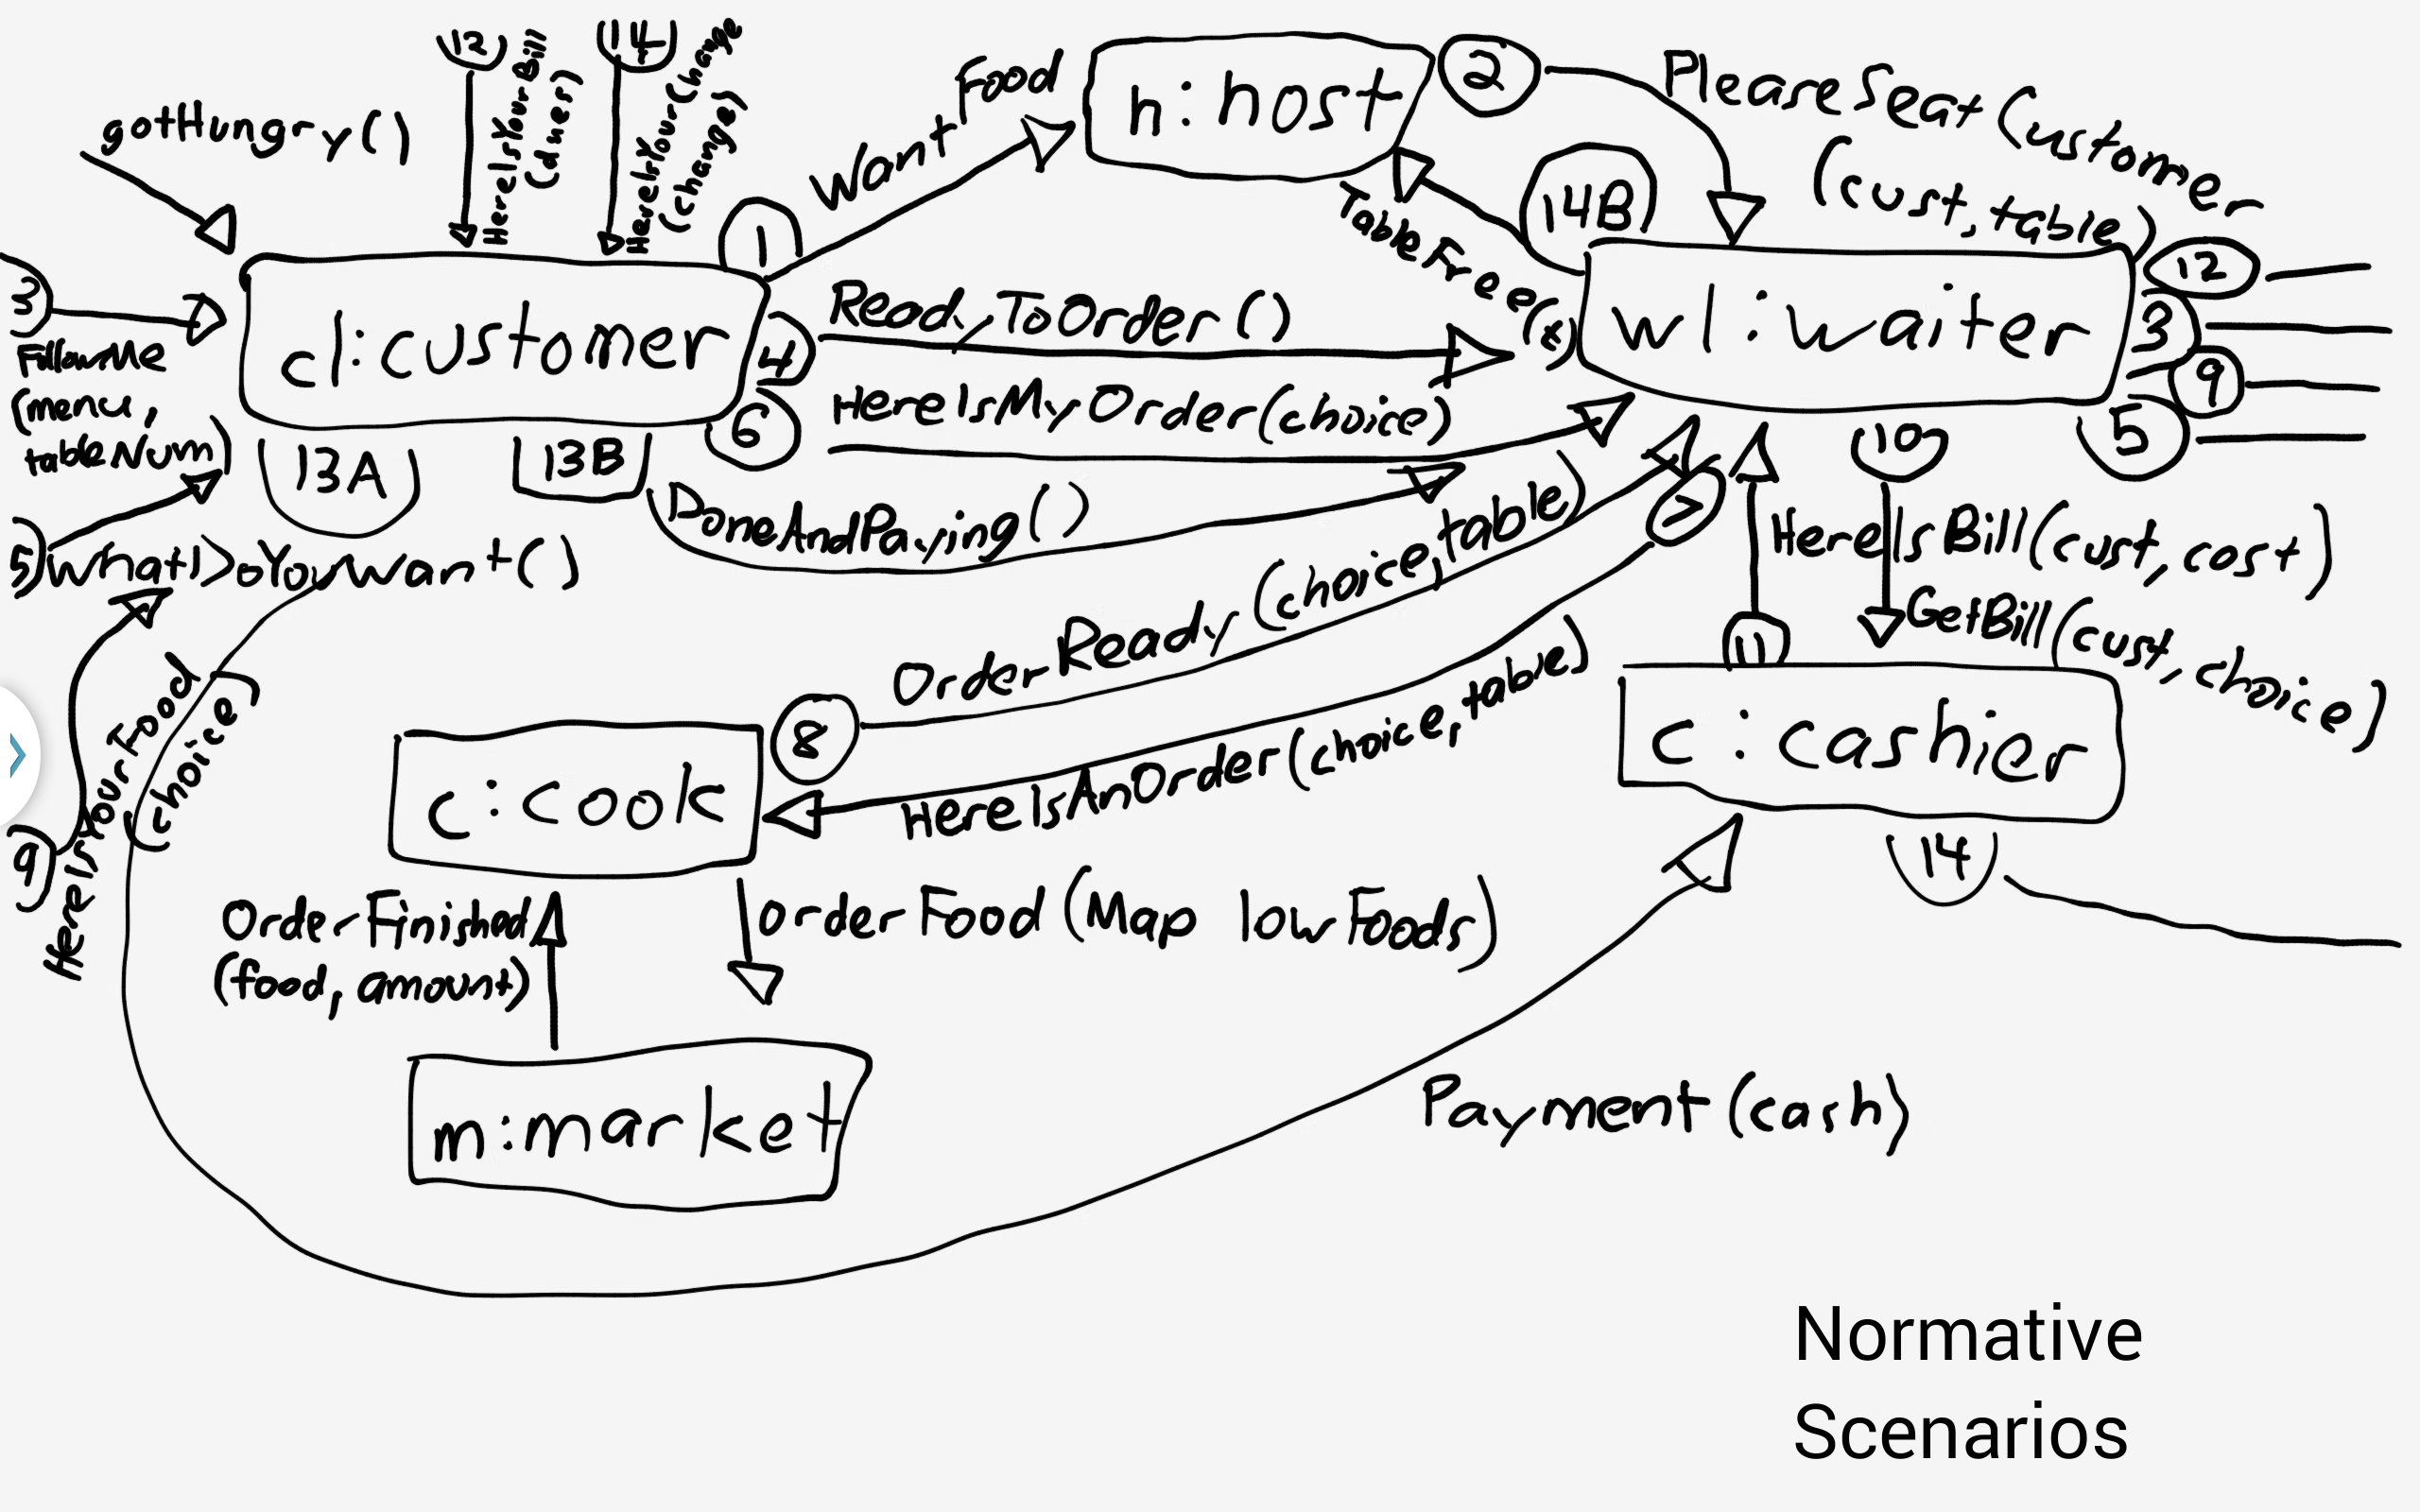 12
HereIsYourBill
(dues)
14
HereIsYourChange
(change)
gotHungry()
Want Food
1
h:host
2
PleaseSeatCustomer
(cust,table)
14B
TableFree(t)
3
FollowMe
(menu,
tableNum)
c1:customer
4
ReadyToOrder()
6
HereIsMyOrder(choice)
w1:waiter
12
3
9
5
10
13A
13B
DoneAndPaying()
5
WhatDoYouWant()
7
OrderReady(choice,table)
HereIsBill(cust,cost)
GetBill(cust,choice)
11
9
HereIsYourFood
(choice)
c:cook
8
HereIsAnOrder(choice,table)
c:cashier
14
OrderFinished
(food, amount)
orderFood(Map lowFoods)
m:market
Payment(cash)
Normative
Scenarios